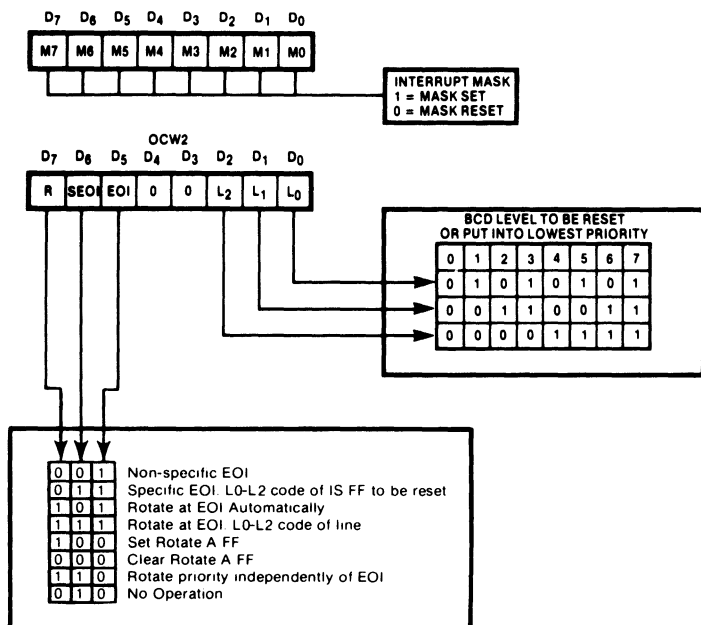 D7 D6 D5 D4 D3 D2 D1 D0
M7 M6 M5 M4 M3 M2 M1 M0
INTERRUPT MASK
1 = MASK SET
0 = MASK RESET
OCW2
D7 D6 D5 D4 D3 D2 D1 D0
R SEOI EOI 0 0 L2 L1 L0
BCD LEVEL TO BE RESET
OR PUT INTO LOWEST PRIORITY
0 1 2 3 4 5 6 7
0 1 0 1 0 1 0 1
0 0 1 1 0 0 1 1
0 0 0 0 1 1 1 1
0 0 1 Non-specific EOI
0 1 1 Specific EOI. L0-L2 code of IS FF to be reset
1 0 1 Rotate at EOI Automatically
1 1 1 Rotate at EOI. L0-L2 code of line
1 0 0 Set Rotate A FF
0 0 0 Clear Rotate A FF
1 1 0 Rotate priority independently of EOI
0 1 0 No Operation